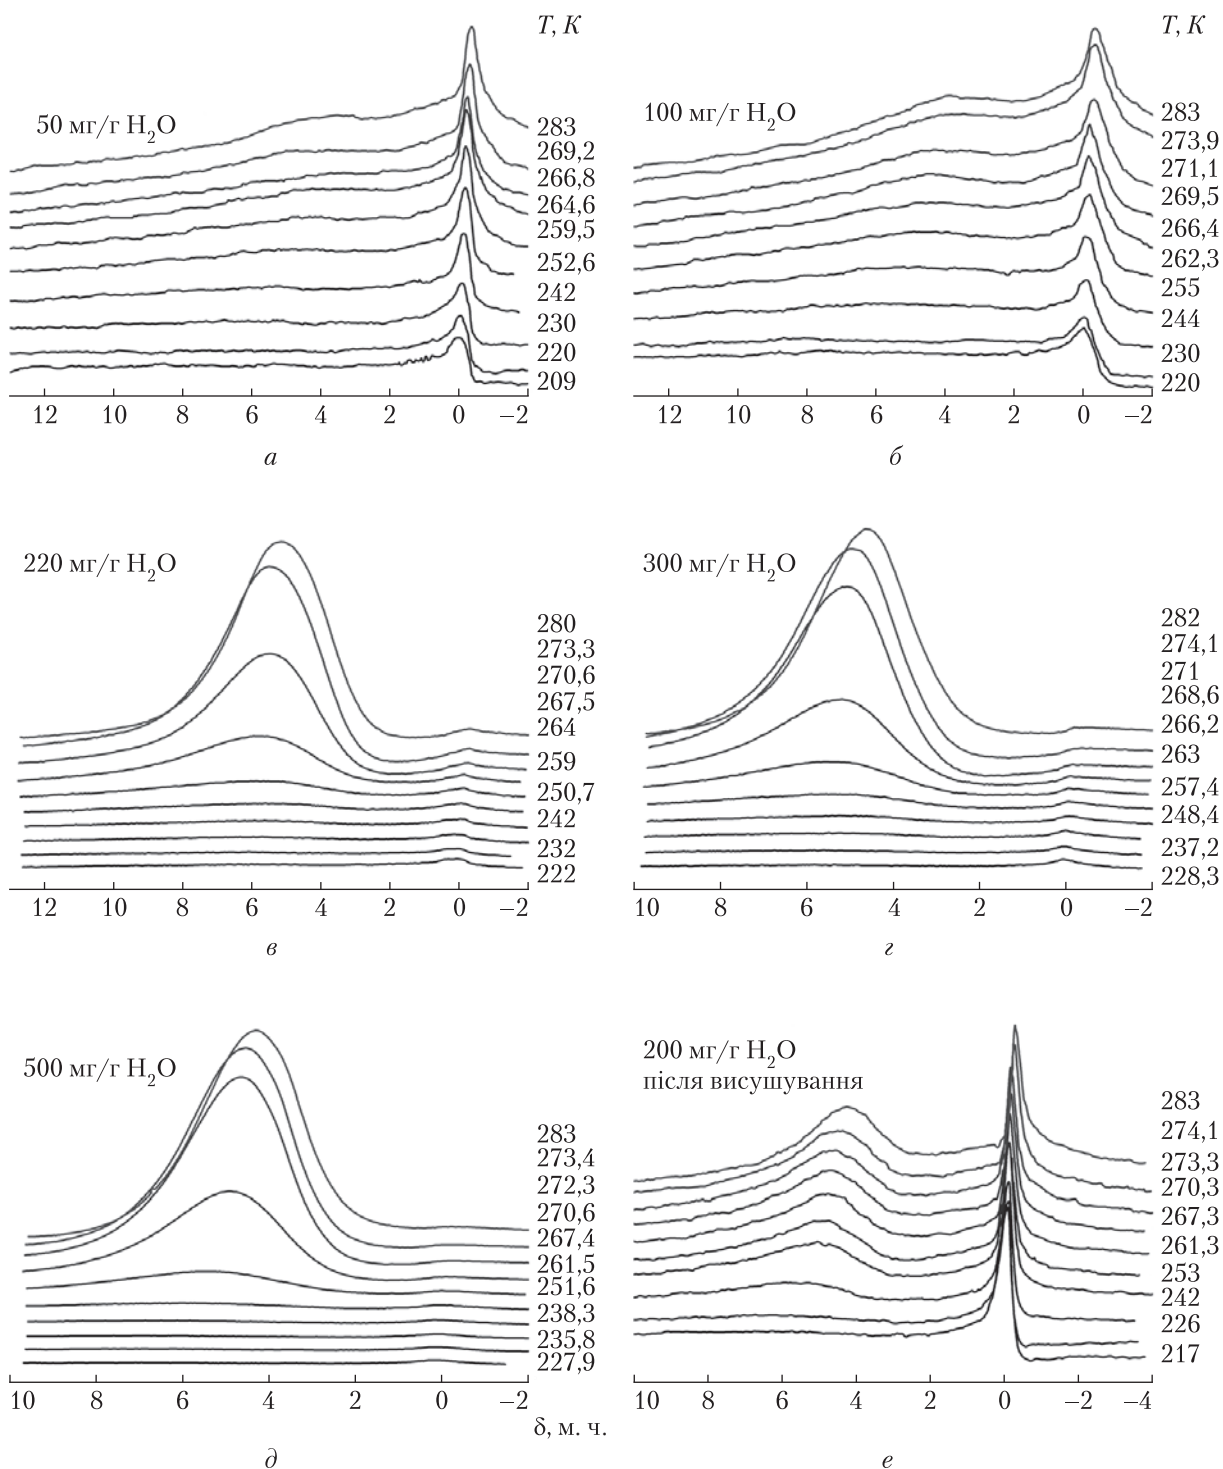 T, К
50 мг/г H₂O
283
269,2
266,8
264,6
259,5
252,6
242
230
220
209
12 10 8 6 4 2 0 −2
а
T, К
100 мг/г H₂O
283
273,9
271,1
269,5
266,4
262,3
255
244
230
220
12 10 8 6 4 2 0 −2
б
220 мг/г H₂O
280
273,3
270,6
267,5
264
259
250,7
242
232
222
12 10 8 6 4 2 0 −2
в
300 мг/г H₂O
282
274,1
271
268,6
266,2
263
257,4
248,4
237,2
228,3
10 8 6 4 2 0 −2
г
500 мг/г H₂O
283
273,4
272,3
270,6
267,4
261,5
251,6
238,3
235,8
227,9
10 8 6 4 2 0 −2
δ, м. ч.
д
200 мг/г H₂O
після висушування
283
274,1
273,3
270,3
267,3
261,3
253
242
226
217
10 8 6 4 2 0 −2 −4
е